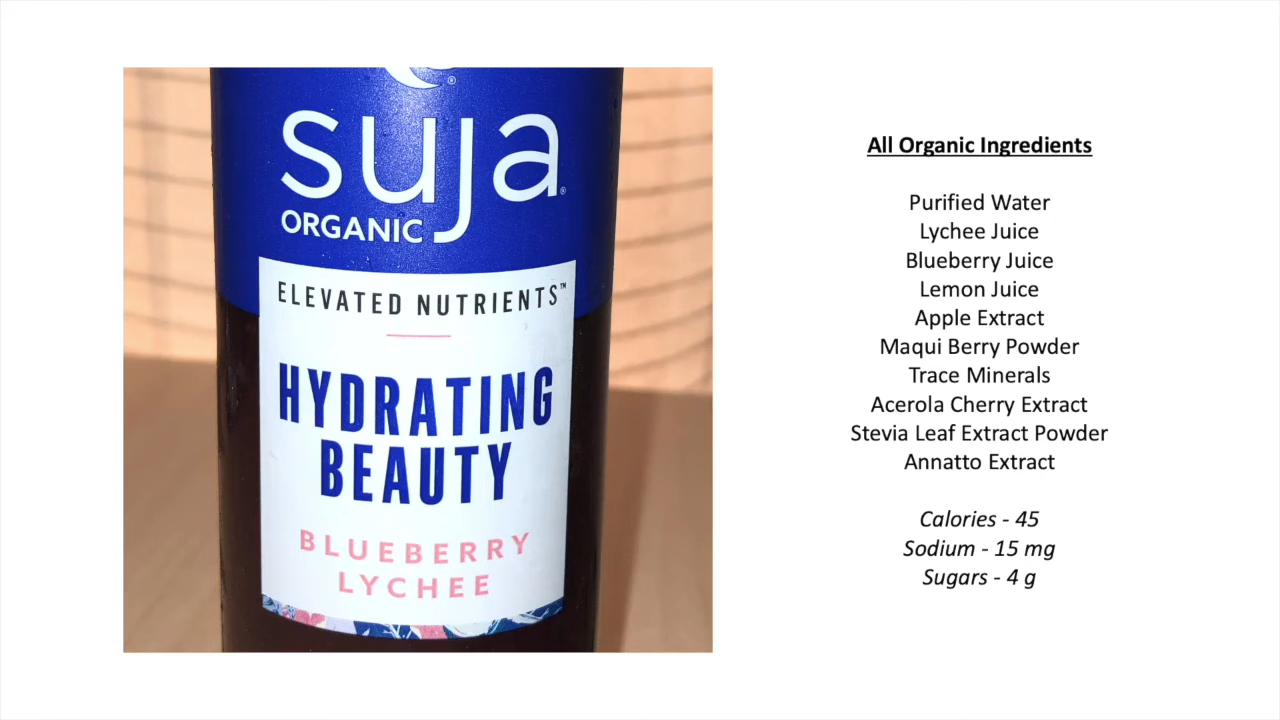 suja®
ORGANIC
ELEVATED NUTRIENTS™
HYDRATING
BEAUTY
BLUEBERRY
LYCHEE
All Organic Ingredients
Purified Water
Lychee Juice
Blueberry Juice
Lemon Juice
Apple Extract
Maqui Berry Powder
Trace Minerals
Acerola Cherry Extract
Stevia Leaf Extract Powder
Annatto Extract
Calories - 45
Sodium - 15 mg
Sugars - 4 g